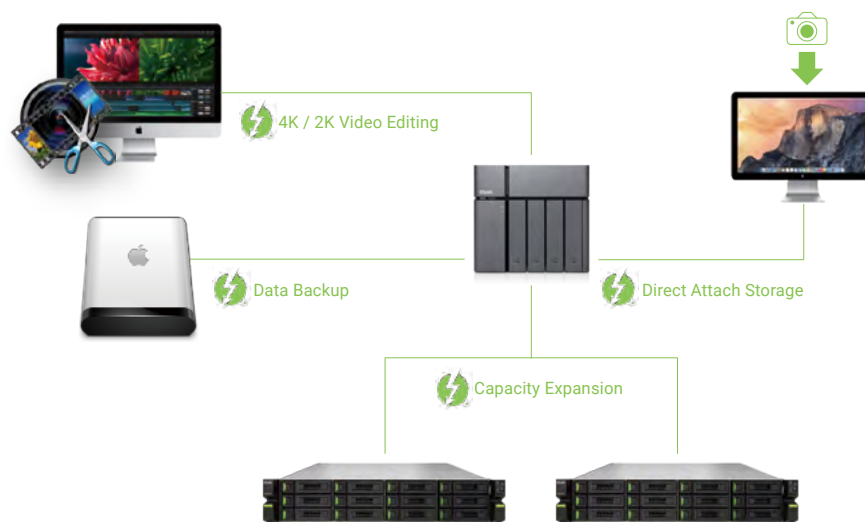 4K / 2K Video Editing
Data Backup
Direct Attach Storage
Capacity Expansion